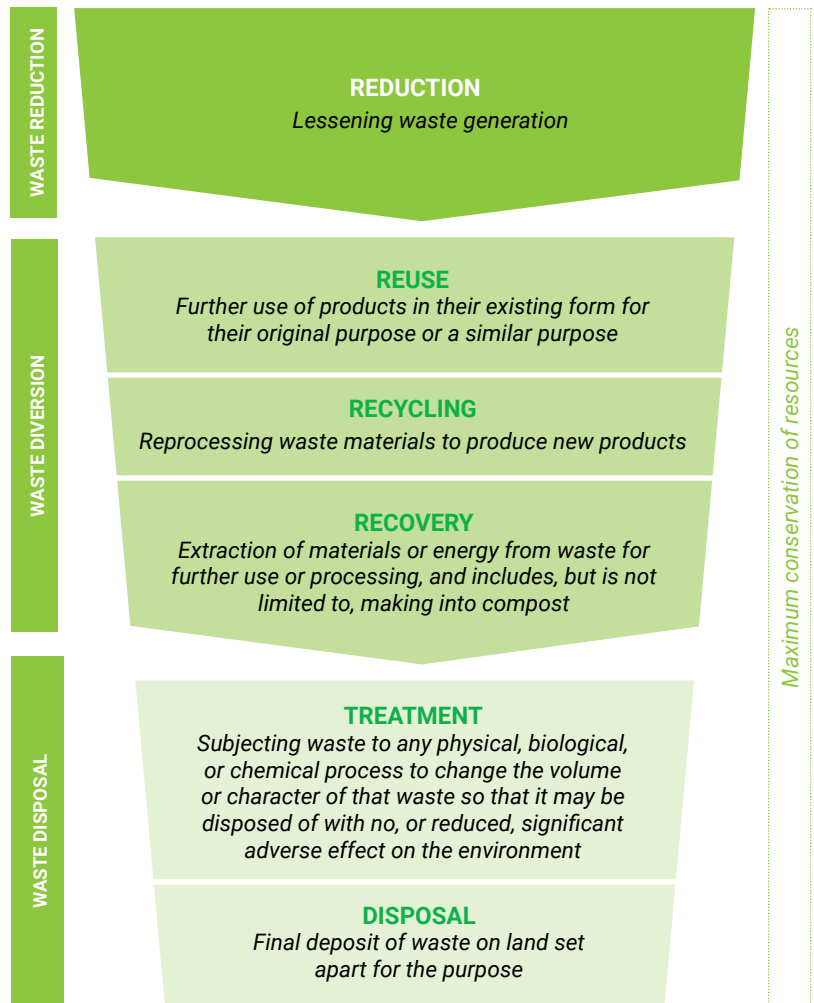 WASTE REDUCTION
REDUCTION
Lessening waste generation
WASTE DIVERSION
REUSE
Further use of products in their existing form for
their original purpose or a similar purpose
RECYCLING
Reprocessing waste materials to produce new products
RECOVERY
Extraction of materials or energy from waste for
further use or processing, and includes, but is not
limited to, making into compost
WASTE DISPOSAL
TREATMENT
Subjecting waste to any physical, biological,
or chemical process to change the volume
or character of that waste so that it may be
disposed of with no, or reduced, significant
adverse effect on the environment
DISPOSAL
Final deposit of waste on land set
apart for the purpose
Maximum conservation of resources